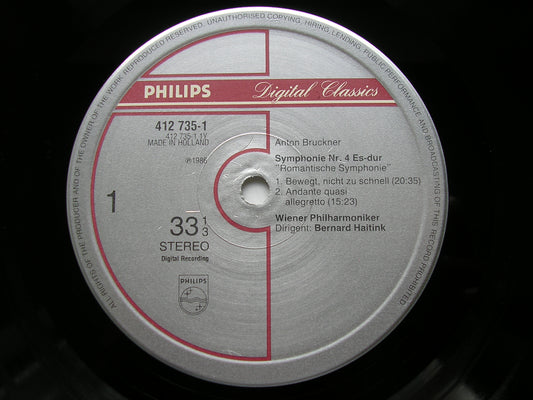 ALL RIGHTS OF THE PRODUCER AND OF THE OWNER OF THE WORK REPRODUCED RESERVED. UNAUTHORISED COPYING, HIRING, LENDING, PUBLIC PERFORMANCE AND BROADCASTING OF THIS RECORD PROHIBITED.
PHILIPS
Digital Classics
412 735-1
412 735-1 1Y
MADE IN HOLLAND
℗1986
1
33 1/3
STEREO
Digital Recording
PHILIPS
Anton Bruckner
Symphonie Nr. 4 Es-dur
"Romantische Symphonie"
1. Bewegt, nicht zu schnell (20:35)
2. Andante quasi
allegretto (15:23)
Wiener Philharmoniker
Dirigent: Bernard Haitink